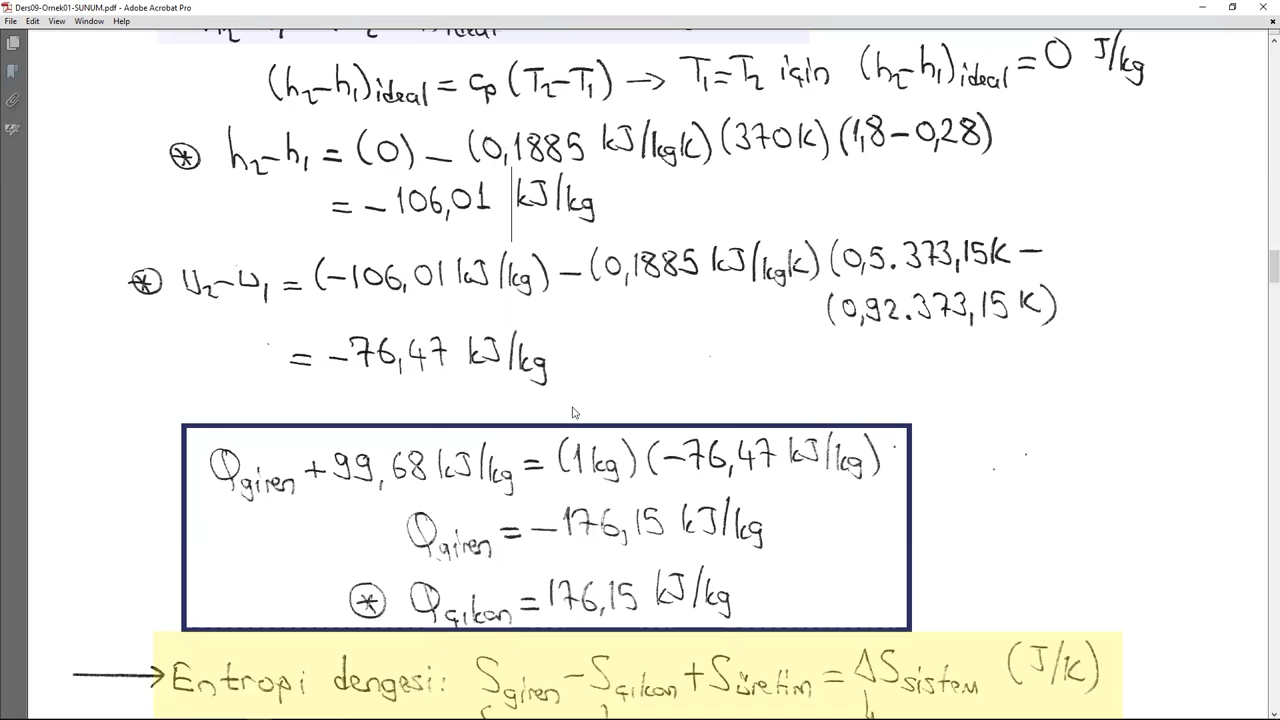 Ders09-Ornek01-SUNUM.pdf - Adobe Acrobat Pro
File Edit View Window Help
(h₂-h₁)ideal = cp (T₂-T₁) → T₁=T₂ için (h₂-h₁)ideal = 0 J/kg
⊛ h₂-h₁ = (0) - (0,1885 kJ/kgK) (370K) (1,8-0,28)
= -106,01 kJ/kg
⊛ u₂-u₁ = (-106,01 kJ/kg) - (0,1885 kJ/kgK) (0,5.373,15K -
(0,92.373,15 K)
= -76,47 kJ/kg
Qgiren + 99,68 kJ/kg = (1 kg) (-76,47 kJ/kg)
Qgiren = -176,15 kJ/kg
⊛ Qçıkan = 176,15 kJ/kg
→ Entropi dengesi: Sgiren - Sçıkan + Süretim = ΔSsistem (J/K)